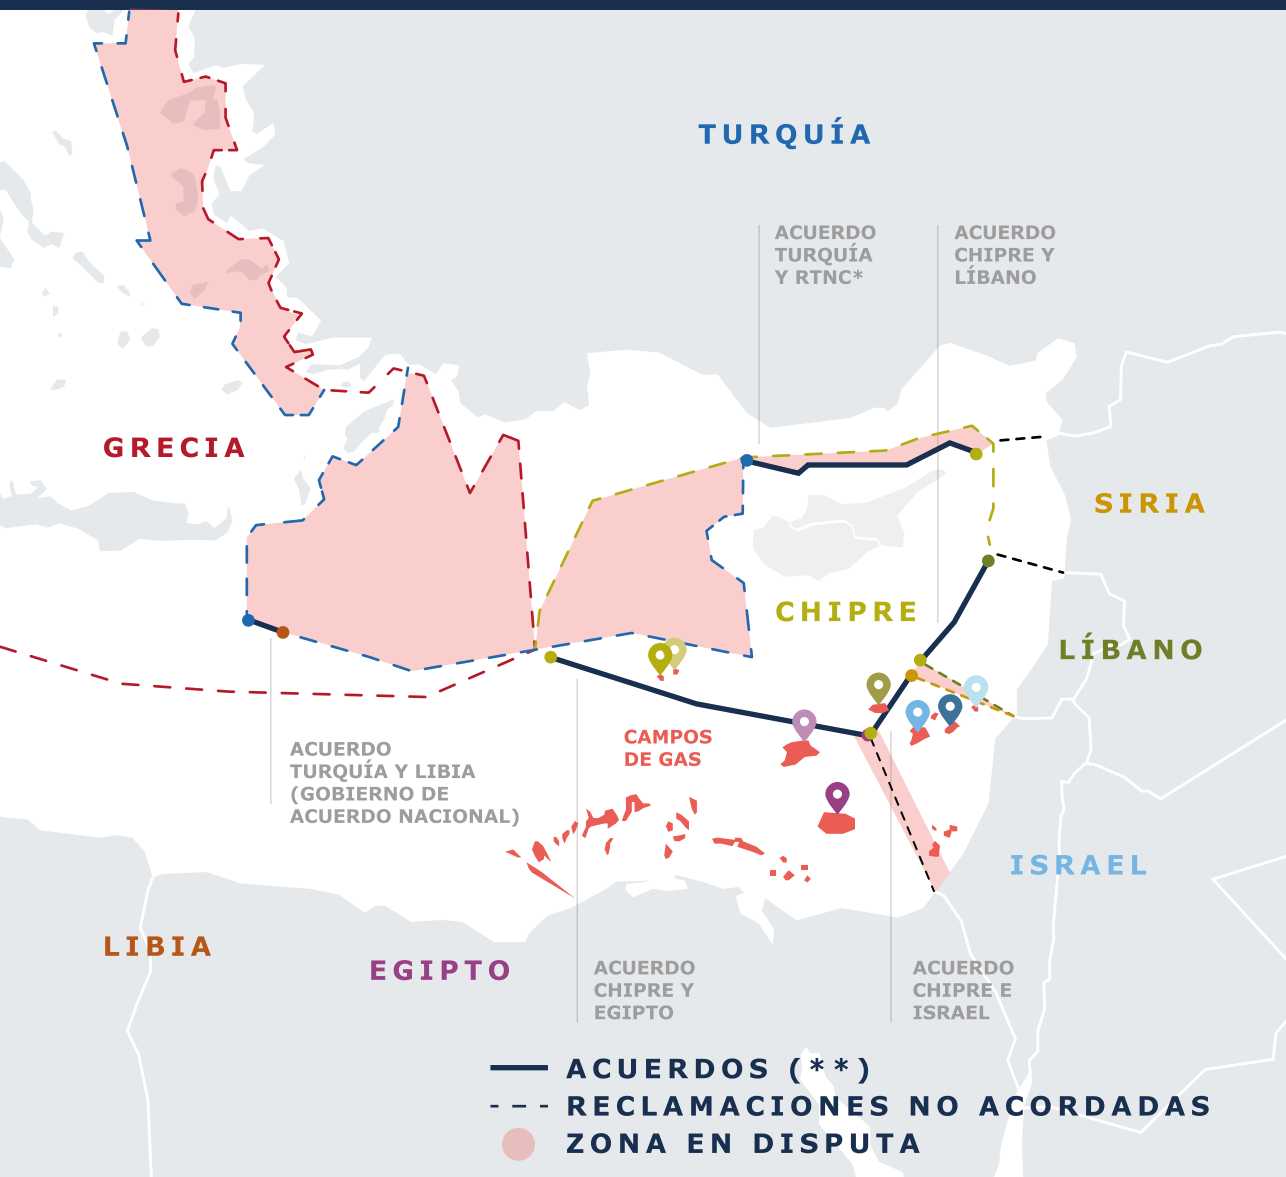 TURQUÍA
ACUERDO
TURQUÍA
Y RTNC*
ACUERDO
CHIPRE Y
LÍBANO
GRECIA
SIRIA
CHIPRE
LÍBANO
CAMPOS
DE GAS
ACUERDO
TURQUÍA Y LIBIA
(GOBIERNO DE
ACUERDO NACIONAL)
ISRAEL
LIBIA
EGIPTO
ACUERDO
CHIPRE Y
EGIPTO
ACUERDO
CHIPRE E
ISRAEL
ACUERDOS (**)
RECLAMACIONES NO ACORDADAS
ZONA EN DISPUTA